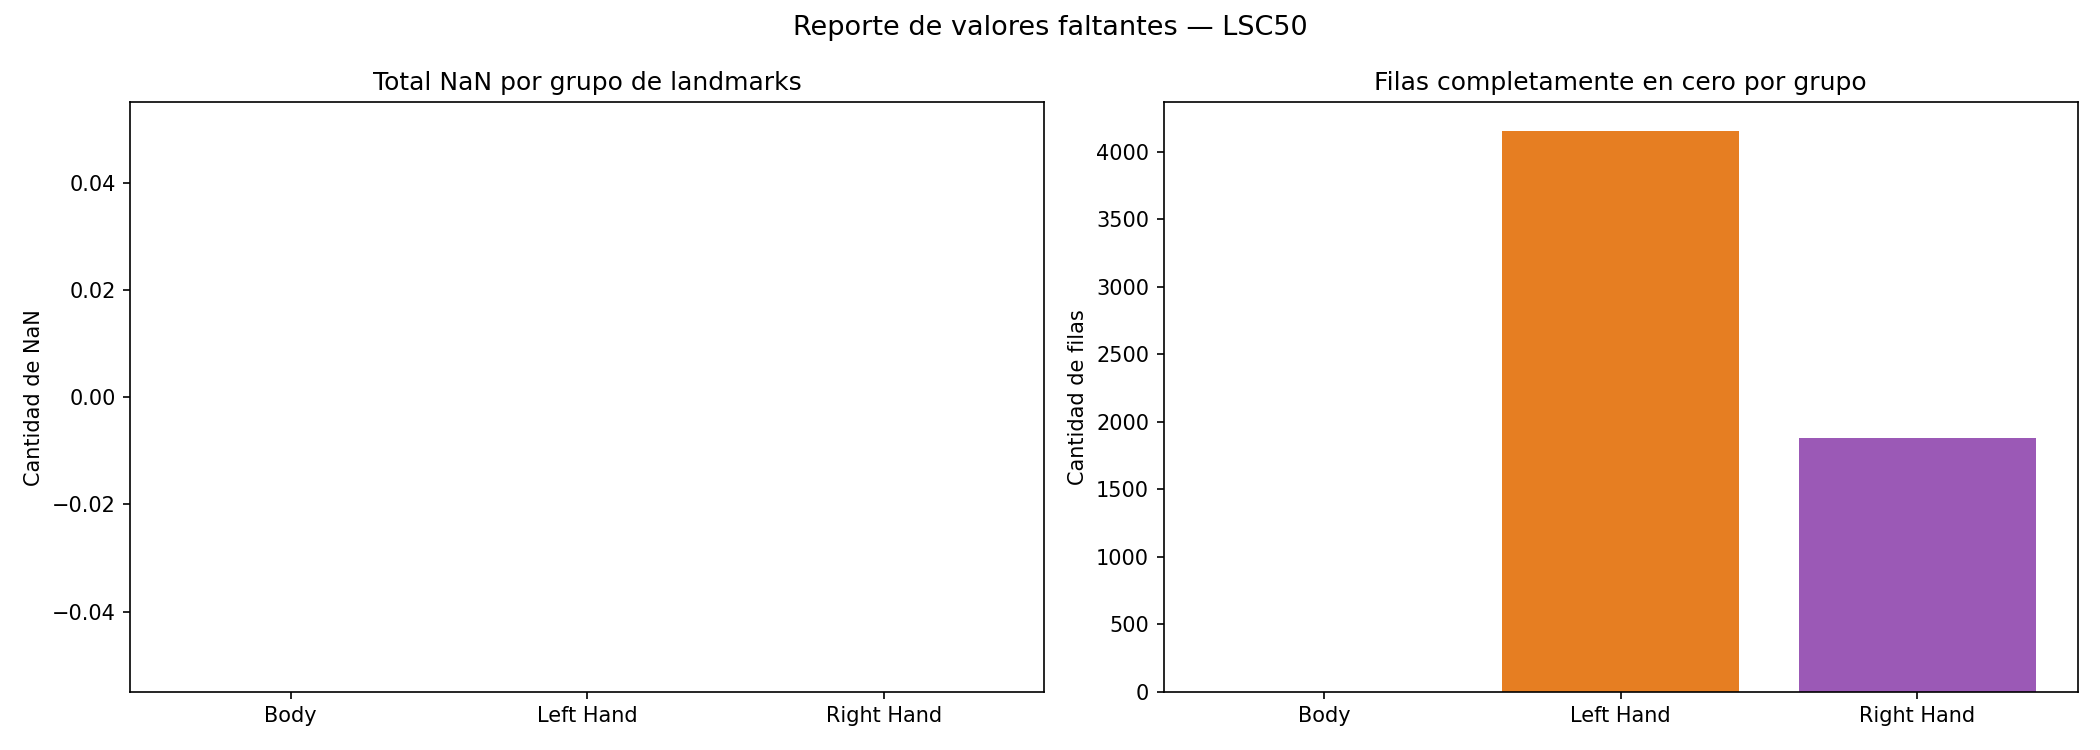 Reporte de valores faltantes — LSC50
Total NaN por grupo de landmarks
Cantidad de NaN
0.04
0.02
0.00
−0.02
−0.04
Body Left Hand Right Hand
Filas completamente en cero por grupo
Cantidad de filas
4000
3500
3000
2500
2000
1500
1000
500
0
Body Left Hand Right Hand